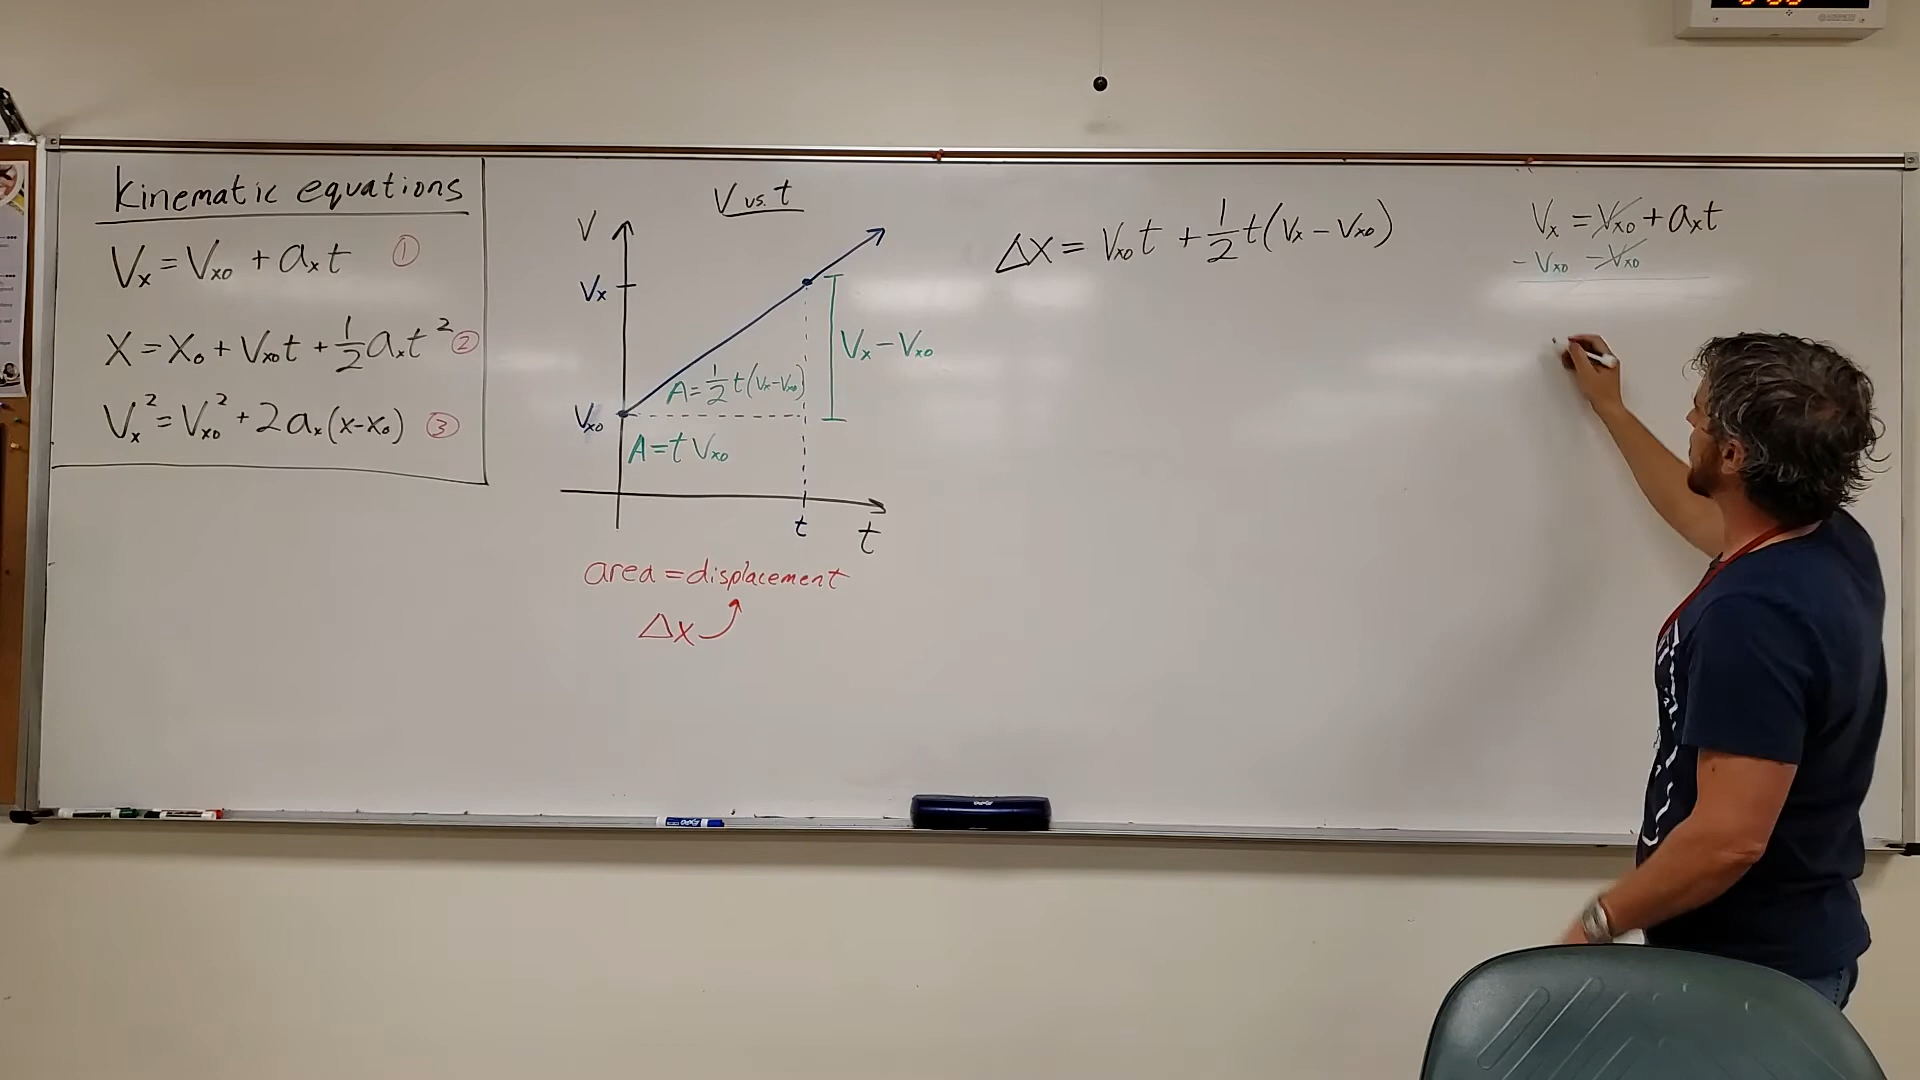 Kinematic equations
Vₓ = Vₓ₀ + aₓt ①
X = X₀ + Vₓ₀t + ½aₓt² ②
Vₓ² = Vₓ₀² + 2aₓ(x-x₀) ③
V vs. t
V
Vₓ
Vₓ₀
A = ½t(Vₓ-Vₓ₀)
A = tVₓ₀
Vₓ - Vₓ₀
t
t
area = displacement
Δx
Δx = Vₓ₀t + ½t(Vₓ - Vₓ₀)
Vₓ = Vₓ₀ + aₓt
- Vₓ₀ - Vₓ₀